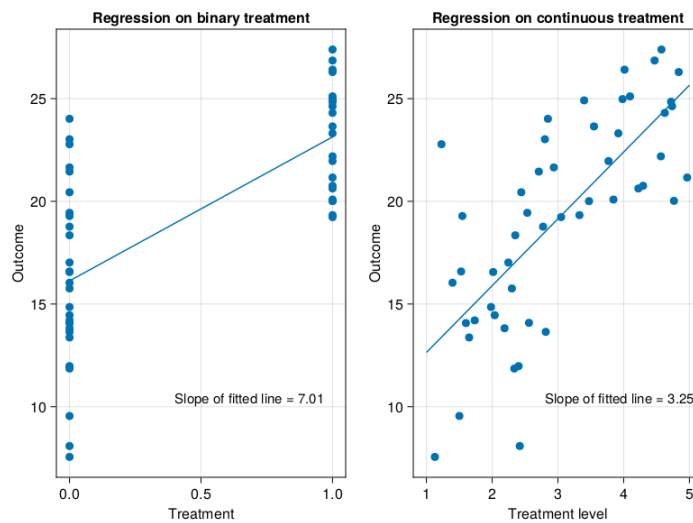 Regression on binary treatment
Outcome
25
20
15
10
Slope of fitted line = 7.01
0.0
0.5
1.0
Treatment
Regression on continuous treatment
Outcome
25
20
15
10
Slope of fitted line = 3.25
1
2
3
4
5
Treatment level